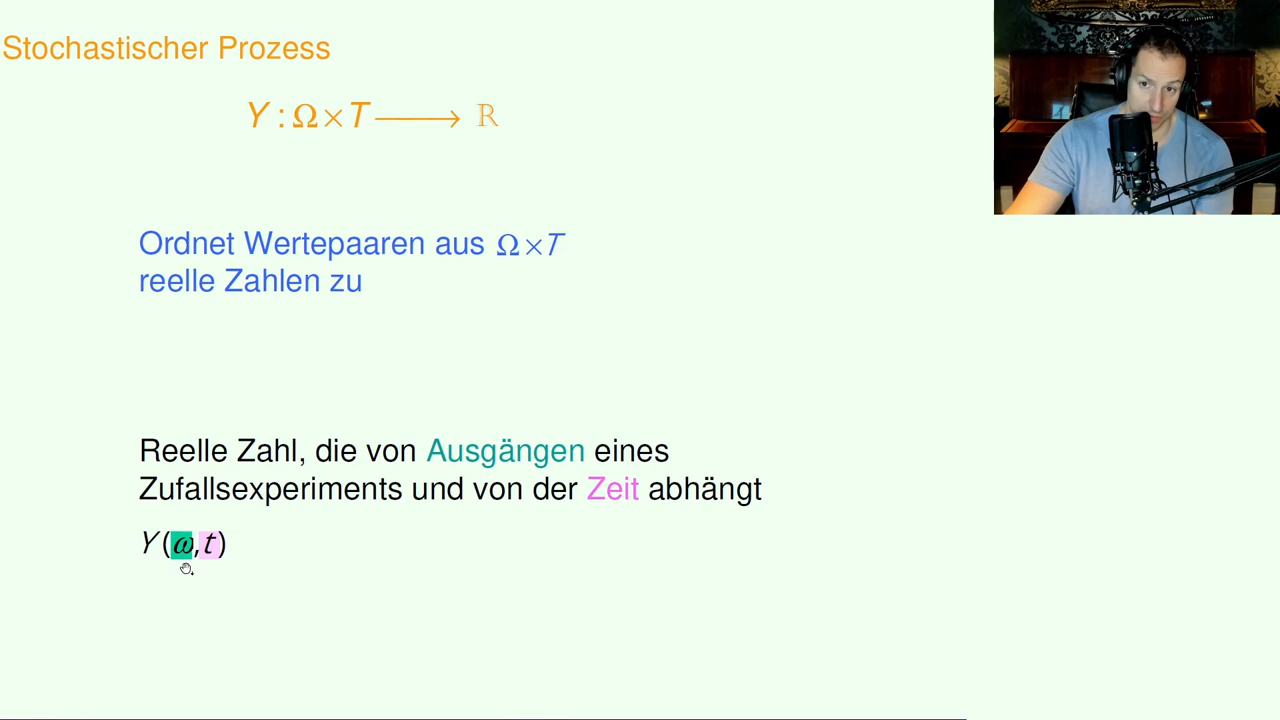 Stochastischer Prozess
Y : Ω × T ⟶ ℝ
Ordnet Wertepaaren aus Ω × T
reelle Zahlen zu
Reelle Zahl, die von Ausgängen eines
Zufallsexperiments und von der Zeit abhängt
Y(ω,t)